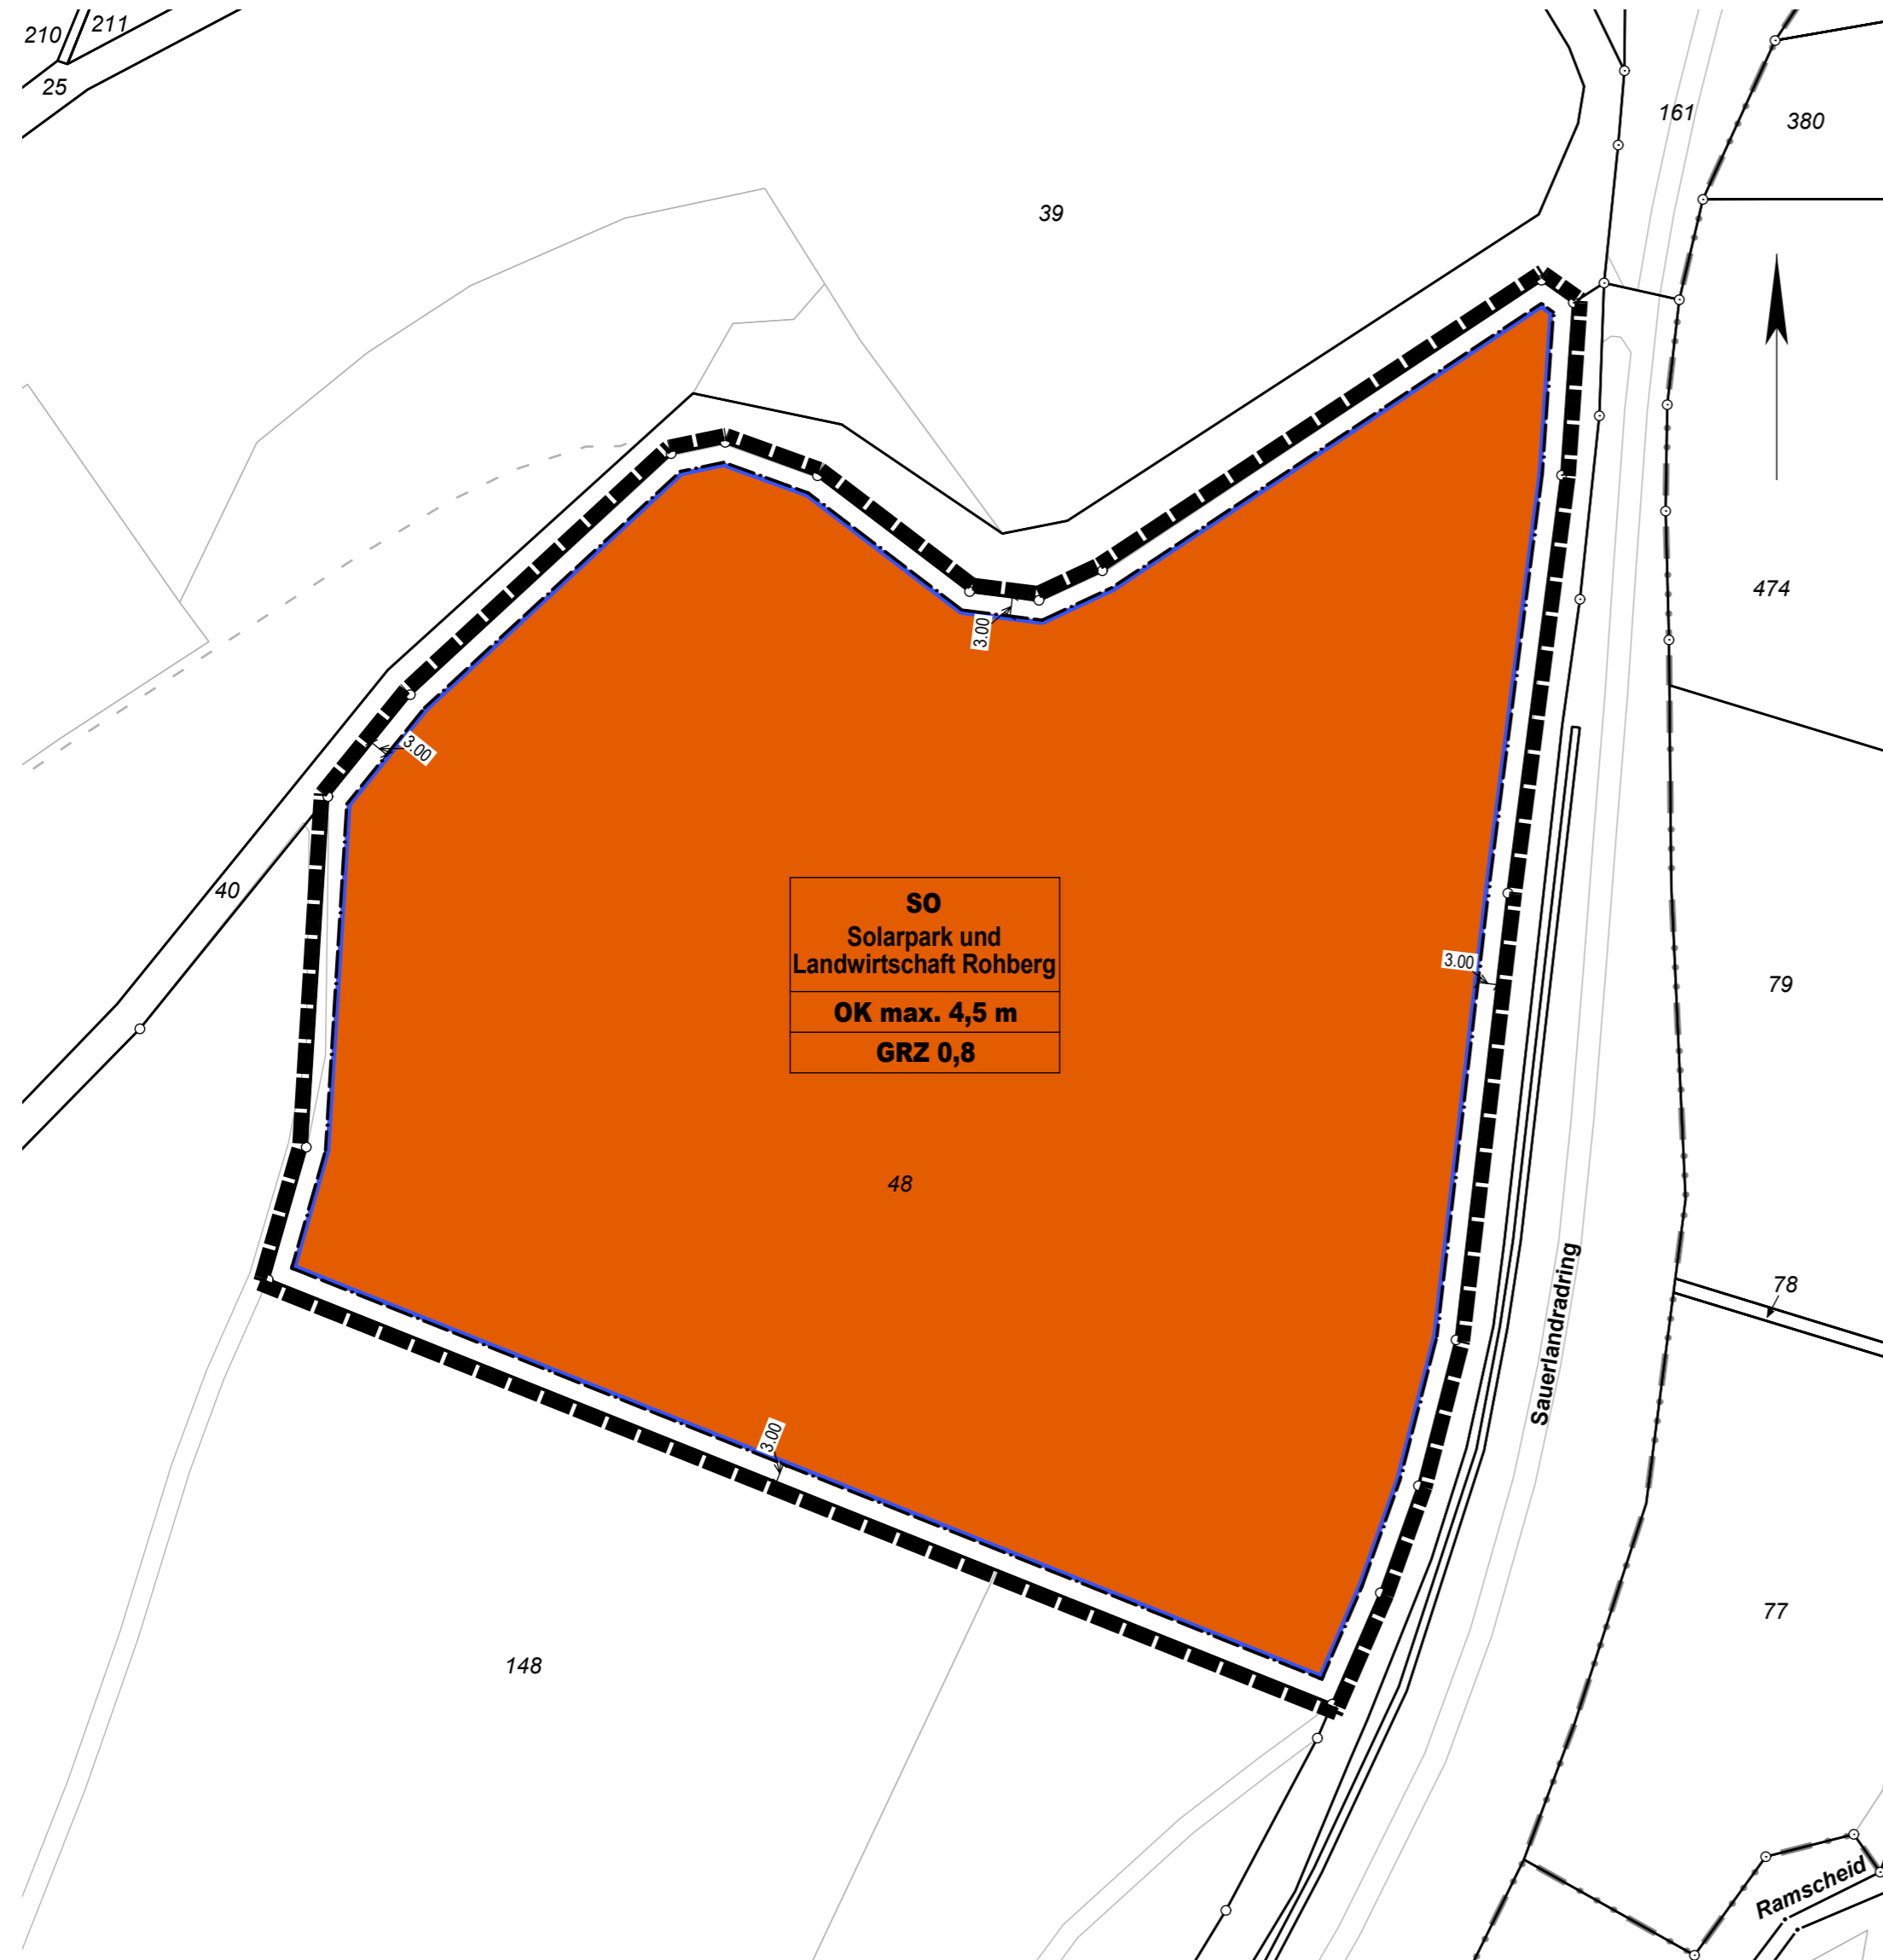 210
211
25
161
380
39
474
3.00
3.00
40
SO
Solarpark und
Landwirtschaft Rohberg
OK max. 4,5 m
GRZ 0,8
3.00
79
48
78
Sauerlandradring
3.00
77
148
Ramscheid